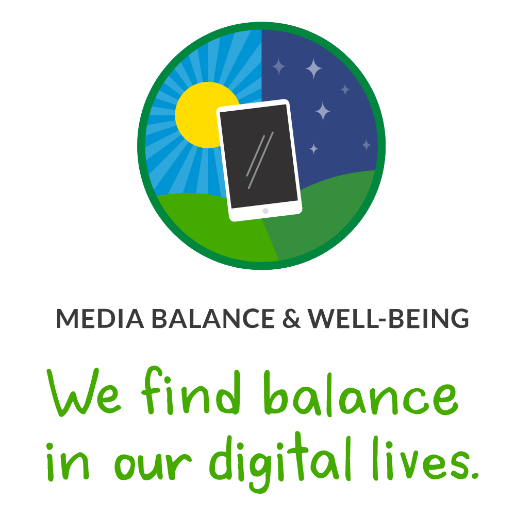 MEDIA BALANCE & WELL-BEING
We find balance
in our digital lives.